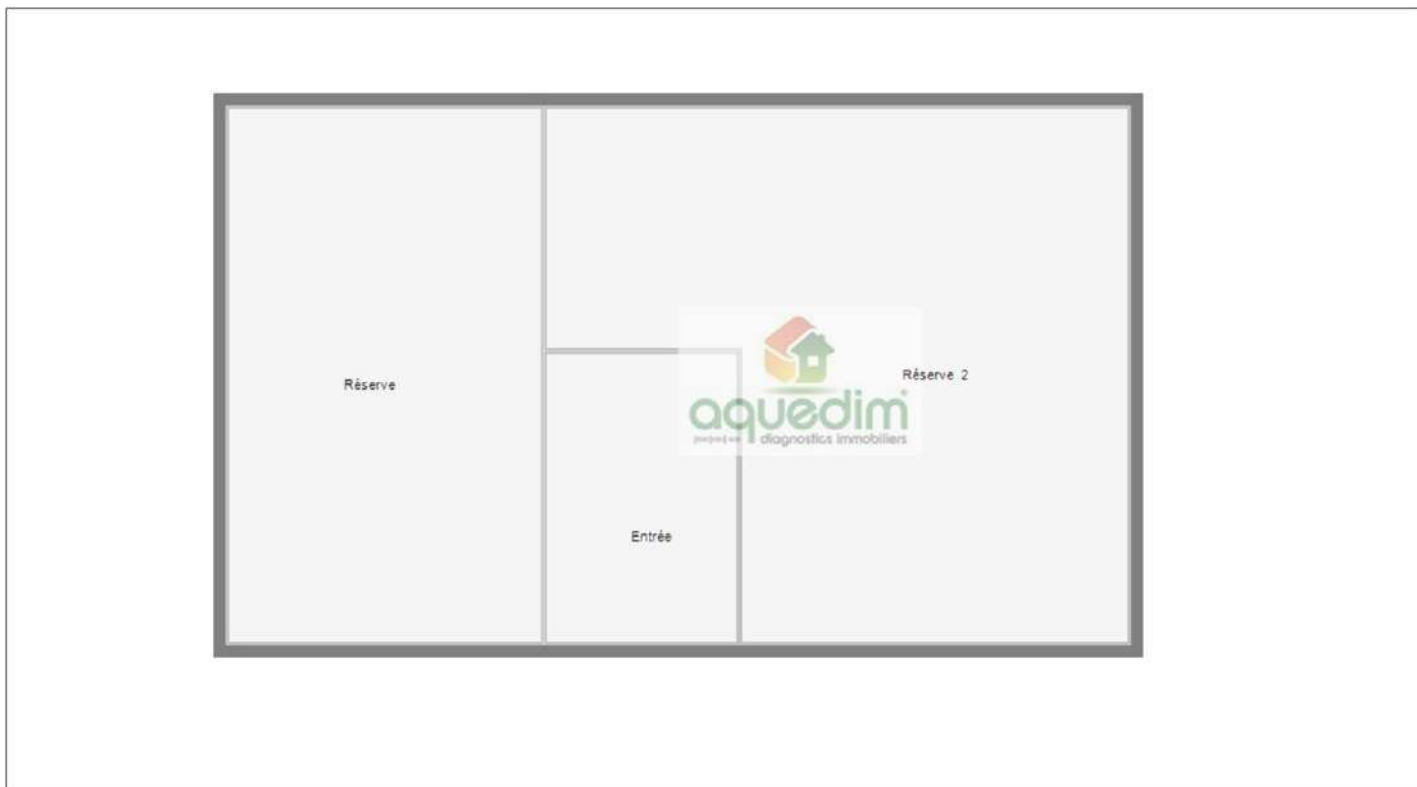 Réserve
Réserve 2
aquedim
diagnostics immobiliers
Entrée